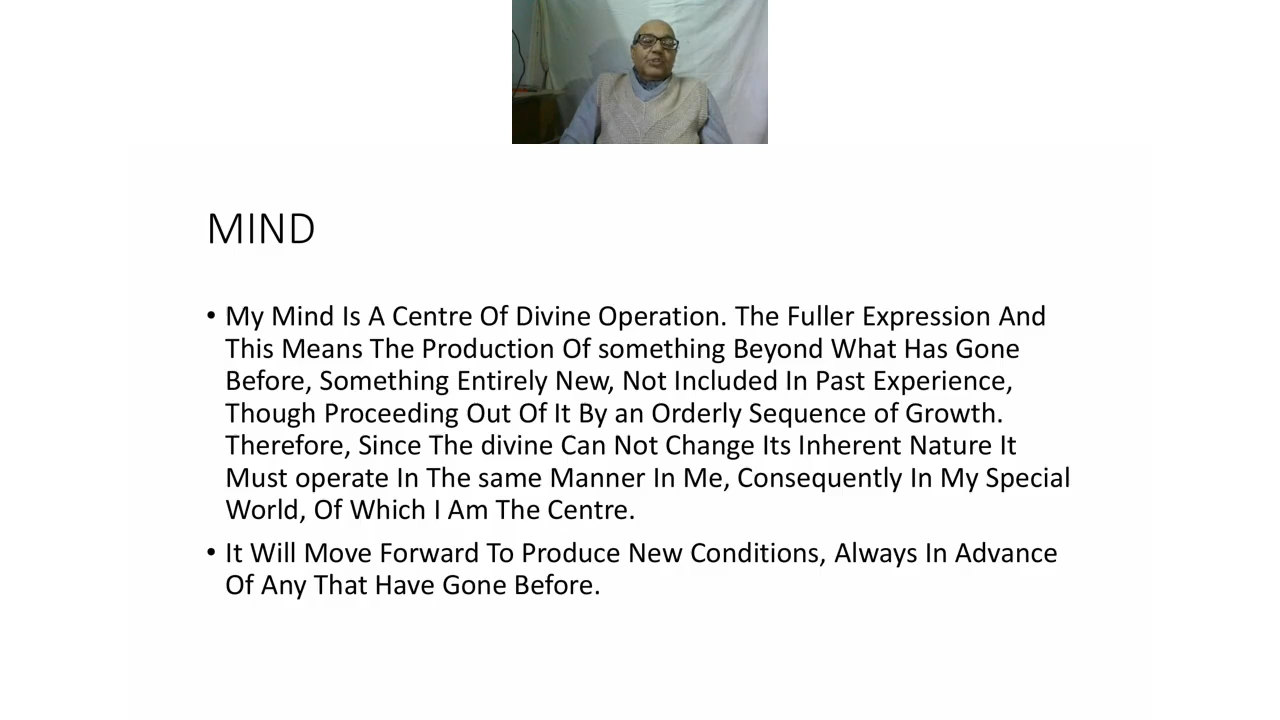 MIND
• My Mind Is A Centre Of Divine Operation. The Fuller Expression And
This Means The Production Of something Beyond What Has Gone
Before, Something Entirely New, Not Included In Past Experience,
Though Proceeding Out Of It By an Orderly Sequence of Growth.
Therefore, Since The divine Can Not Change Its Inherent Nature It
Must operate In The same Manner In Me, Consequently In My Special
World, Of Which I Am The Centre.
• It Will Move Forward To Produce New Conditions, Always In Advance
Of Any That Have Gone Before.